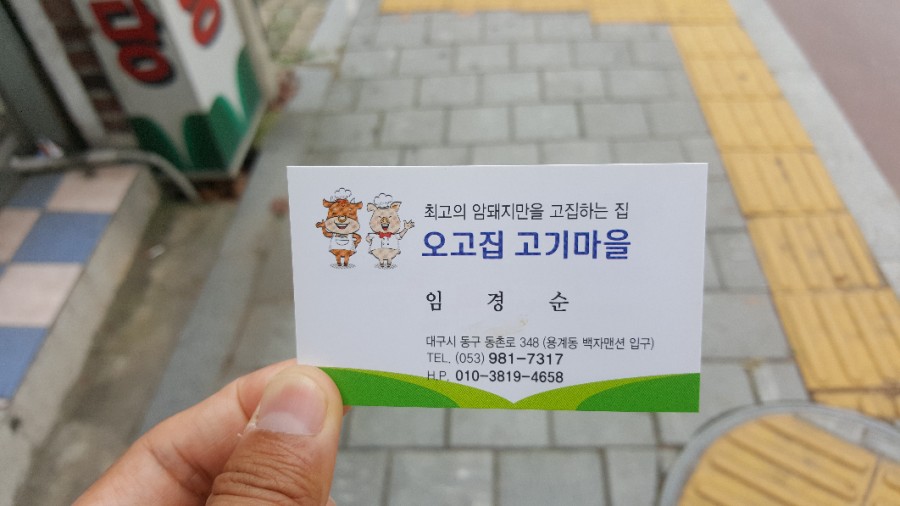 최고의 암돼지만을 고집하는 집
오고집 고기마을
임 경 순
대구시 동구 동촌로 348 (용계동 백자맨션 입구)
TEL. (053) 981-7317
H.P. 010-3819-4658